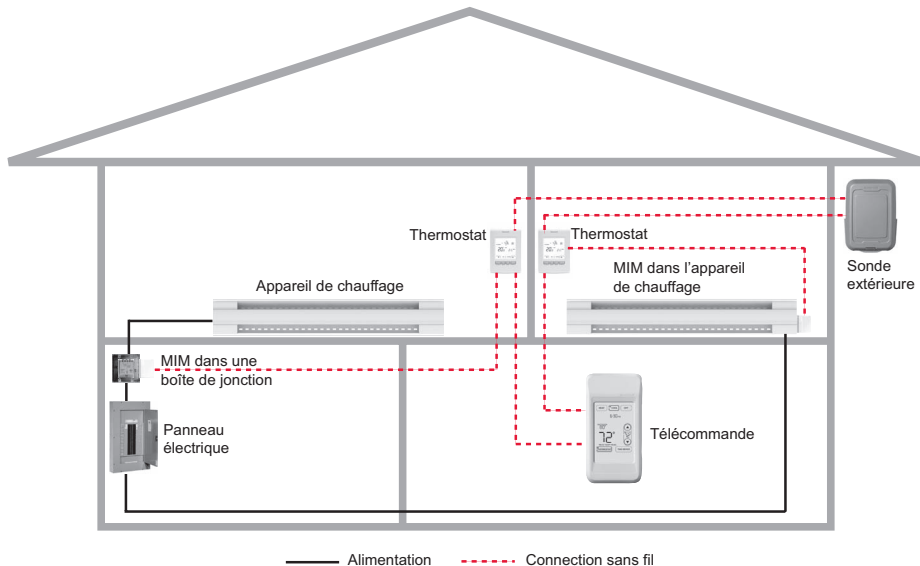 Thermostat
Thermostat
Sonde
extérieure
MIM dans l’appareil
de chauffage
Appareil de chauffage
MIM dans une
boîte de jonction
Panneau
électrique
72°
Télécommande
Alimentation
Connection sans fil